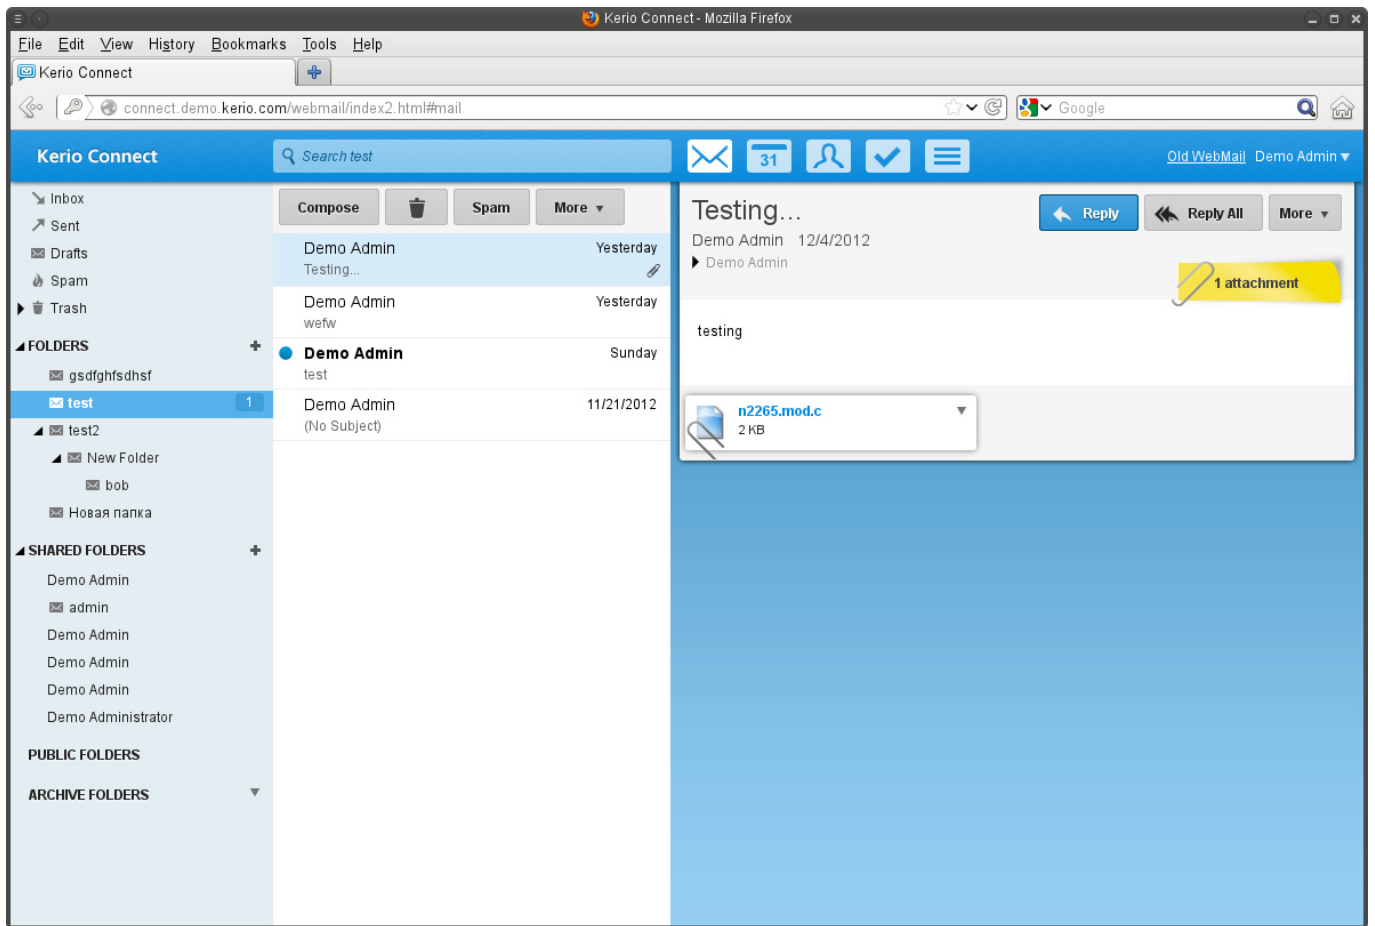 Kerio Connect - Mozilla Firefox
File Edit View History Bookmarks Tools Help
Kerio Connect
connect.demo.kerio.com/webmail/index2.html#mail
Google
Kerio Connect
Search test
31
Old WebMail Demo Admin
Inbox
Sent
Drafts
Spam
Trash
FOLDERS
gsdfghfsdhsf
test 1
test2
New Folder
bob
Новая папка
SHARED FOLDERS
Demo Admin
admin
Demo Admin
Demo Admin
Demo Admin
Demo Administrator
PUBLIC FOLDERS
ARCHIVE FOLDERS
Compose Spam More
Demo Admin Yesterday
Testing...
Demo Admin Yesterday
wefw
Demo Admin Sunday
test
Demo Admin 11/21/2012
(No Subject)
Testing...
Reply Reply All More
Demo Admin 12/4/2012
Demo Admin
1 attachment
testing
n2265.mod.c
2 KB